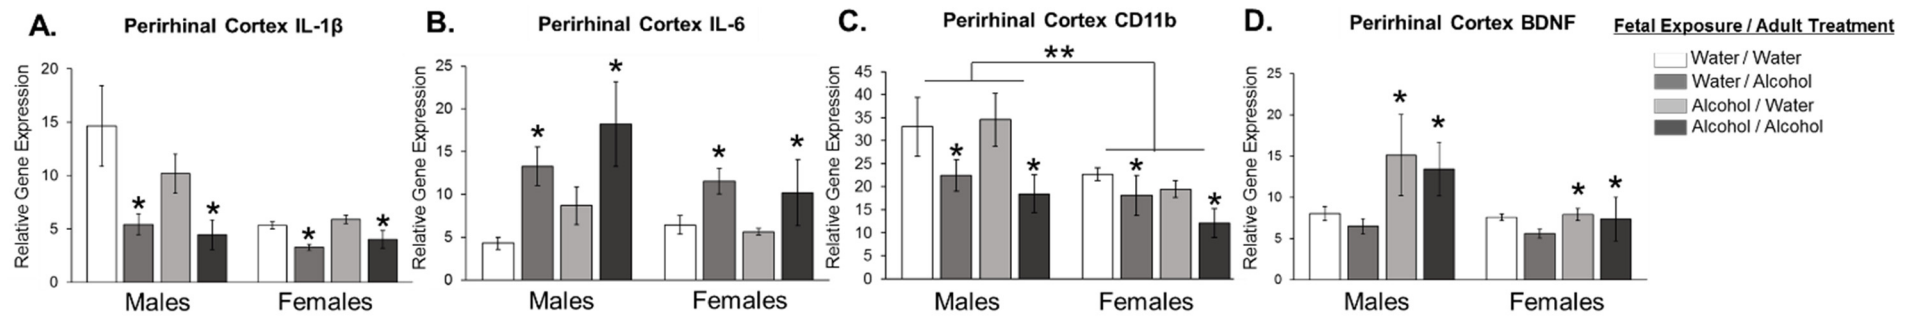 A.
Perirhinal Cortex IL-1β
Relative Gene Expression
20
15
10
5
0
*
*
*
*
Males
Females
B.
Perirhinal Cortex IL-6
Relative Gene Expression
25
20
15
10
5
0
*
*
*
*
Males
Females
C.
Perirhinal Cortex CD11b
Relative Gene Expression
45
40
35
30
25
20
15
10
5
0
**
*
*
*
*
Males
Females
D.
Perirhinal Cortex BDNF
Relative Gene Expression
25
20
15
10
5
0
*
*
*
*
Males
Females
Fetal Exposure / Adult Treatment
Water / Water
Water / Alcohol
Alcohol / Water
Alcohol / Alcohol